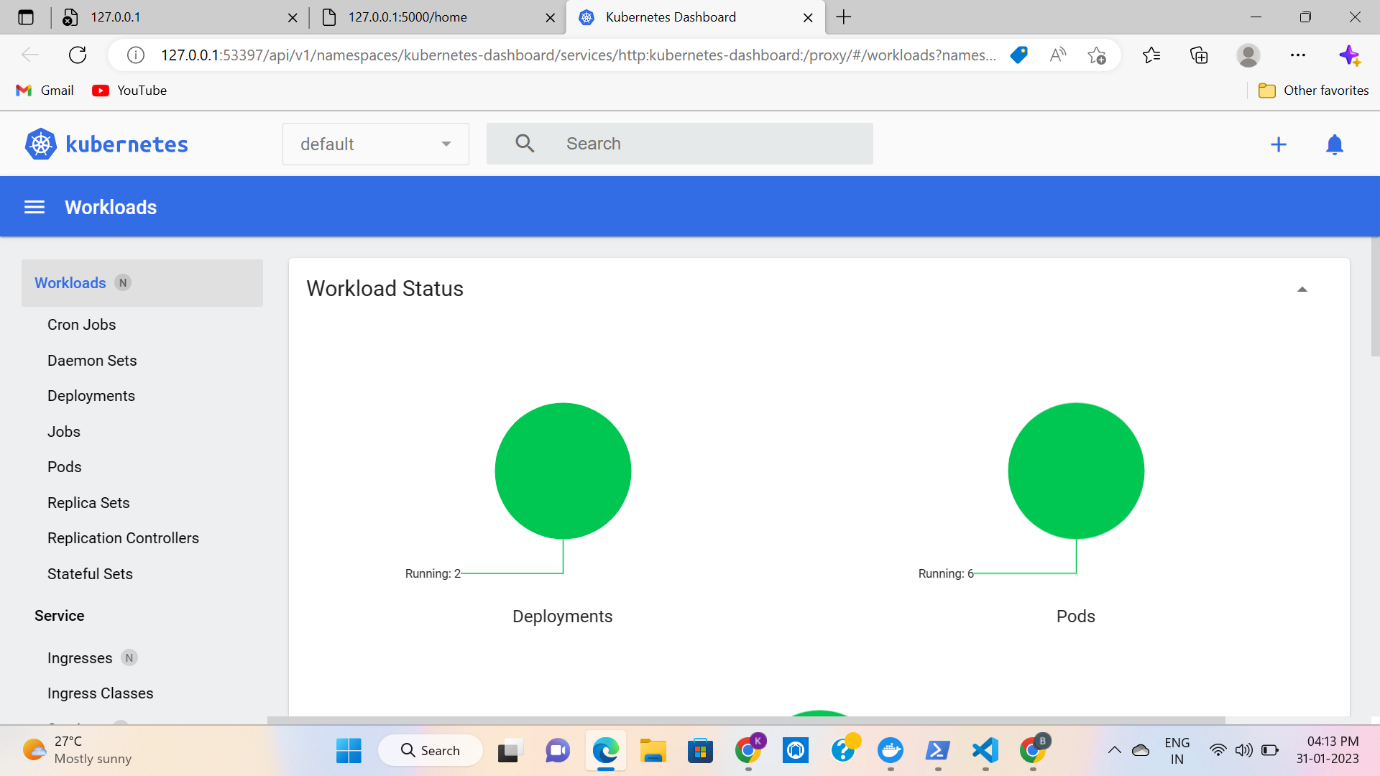 127.0.0.1
127.0.0.1:5000/home
Kubernetes Dashboard
127.0.0.1:53397/api/v1/namespaces/kubernetes-dashboard/services/http:kubernetes-dashboard:/proxy/#/workloads?names...
Gmail
YouTube
Other favorites
kubernetes
default
Search
Workloads
Workloads N
Cron Jobs
Daemon Sets
Deployments
Jobs
Pods
Replica Sets
Replication Controllers
Stateful Sets
Service
Ingresses N
Ingress Classes
Workload Status
Running: 2
Deployments
Running: 6
Pods
27°C
Mostly sunny
Search
K
B
ENG
IN
04:13 PM
31-01-2023